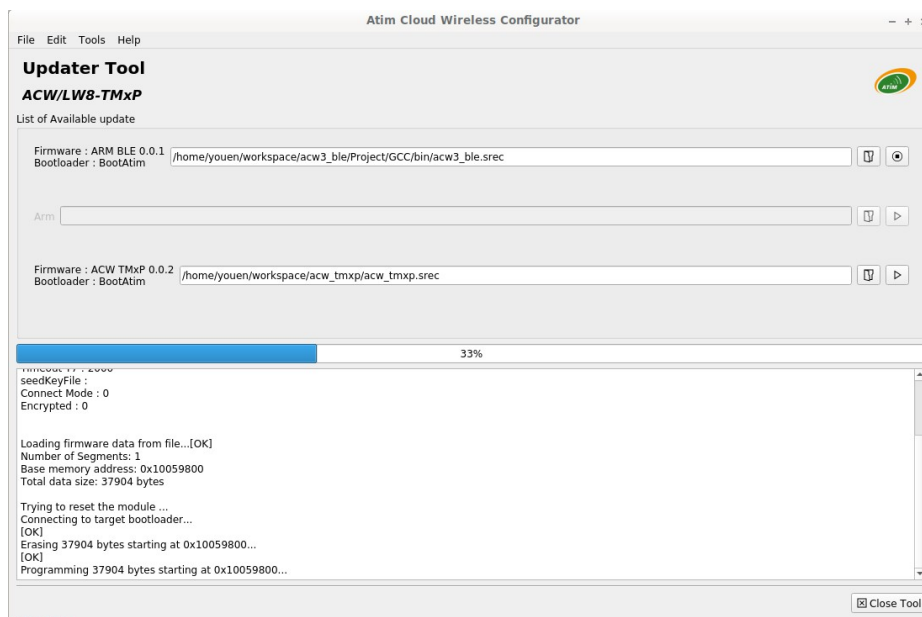 Atim Cloud Wireless Configurator
File Edit Tools Help
Updater Tool
ACW/LW8-TMxP
ATIM
List of Available update
Firmware : ARM BLE 0.0.1
Bootloader : BootAtim
/home/youen/workspace/acw3_ble/Project/GCC/bin/acw3_ble.srec
Arm
Firmware : ACW TMxP 0.0.2
Bootloader : BootAtim
/home/youen/workspace/acw_tmxp/acw_tmxp.srec
33%
Timeout T7 : 2000
seedKeyFile :
Connect Mode : 0
Encrypted : 0
Loading firmware data from file...[OK]
Number of Segments: 1
Base memory address: 0x10059800
Total data size: 37904 bytes
Trying to reset the module ...
Connecting to target bootloader...
[OK]
Erasing 37904 bytes starting at 0x10059800...
[OK]
Programming 37904 bytes starting at 0x10059800...
Close Tool